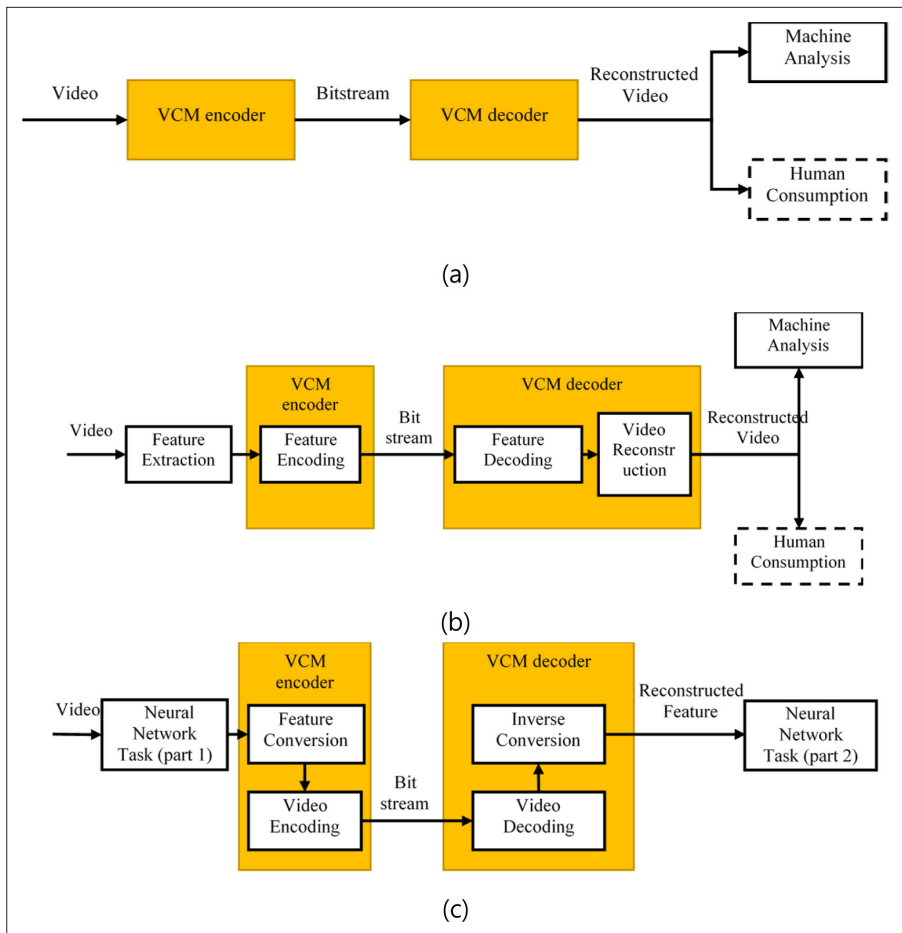 Video
VCM encoder
Bitstream
VCM decoder
Reconstructed
Video
Machine
Analysis
Human
Consumption
(a)
Video
Feature
Extraction
VCM
encoder
Feature
Encoding
Bit
stream
VCM decoder
Feature
Decoding
Video
Reconst
ruction
Reconstructed
Video
Machine
Analysis
Human
Consumption
(b)
Video
Neural
Network
Task (part 1)
VCM
encoder
Feature
Conversion
Video
Encoding
Bit
stream
VCM decoder
Inverse
Conversion
Video
Decoding
Reconstructed
Feature
Neural
Network
Task (part 2)
(c)